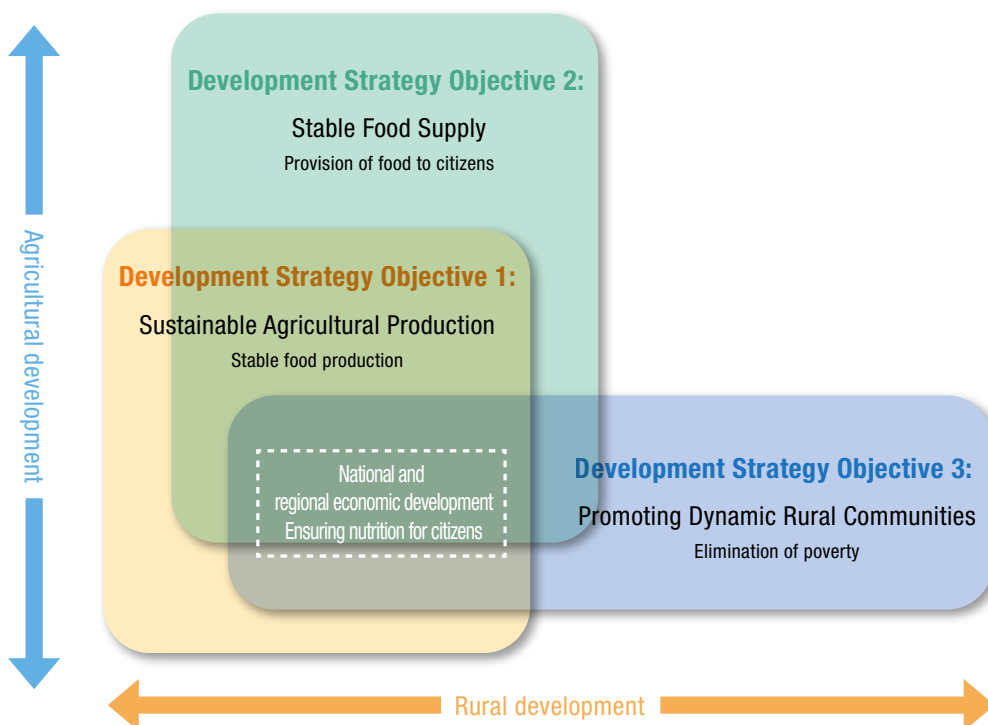 Development Strategy Objective 2:
Stable Food Supply
Provision of food to citizens
Agricultural development
Development Strategy Objective 1:
Sustainable Agricultural Production
Stable food production
National and
regional economic development
Ensuring nutrition for citizens
Development Strategy Objective 3:
Promoting Dynamic Rural Communities
Elimination of poverty
Rural development